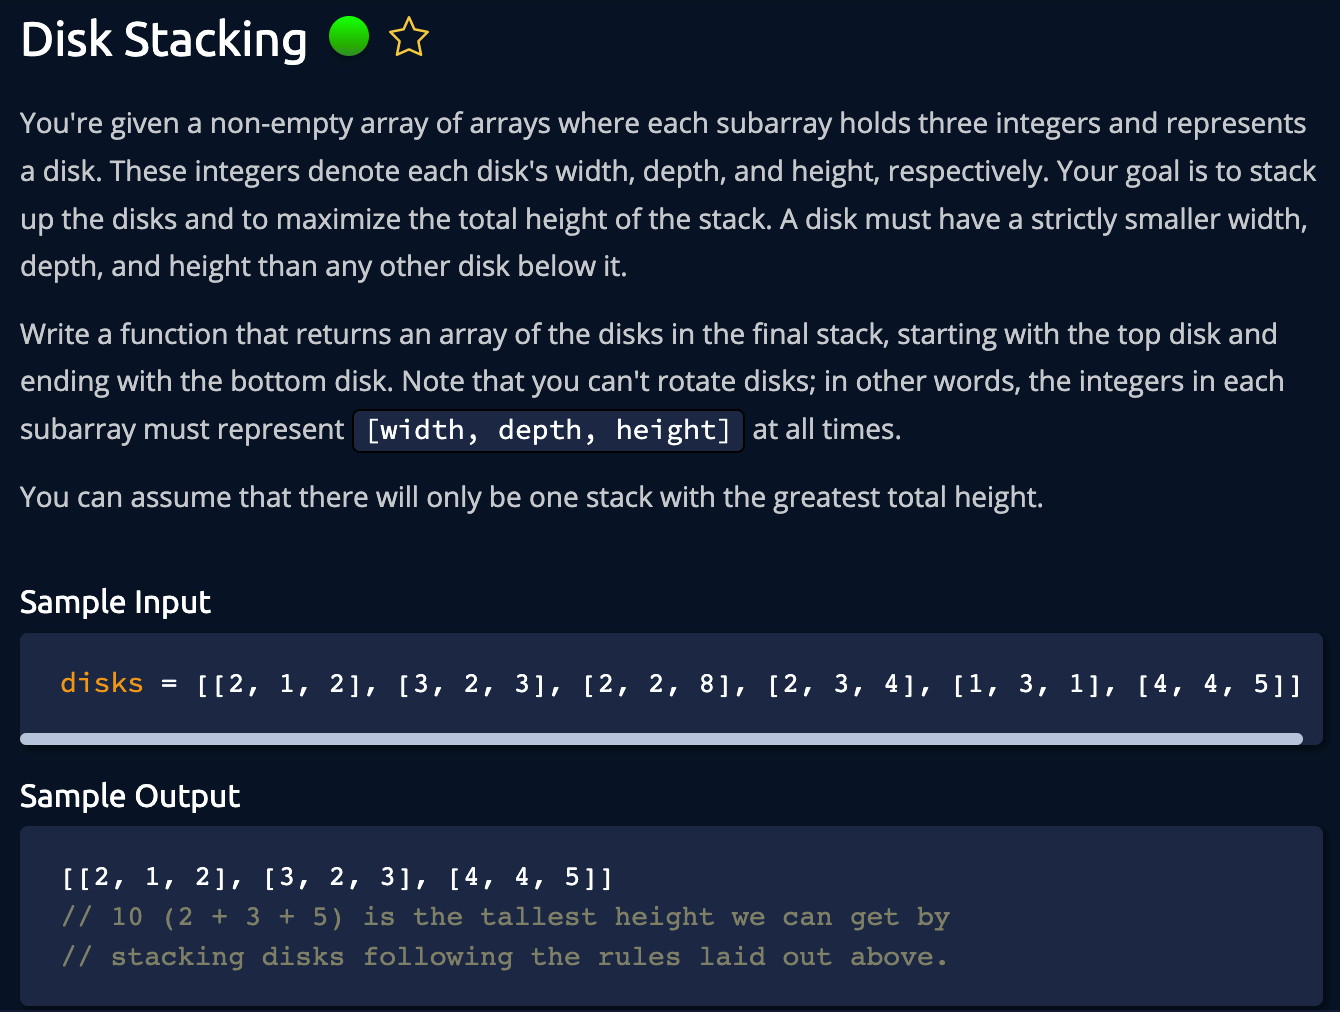 Disk Stacking
You're given a non-empty array of arrays where each subarray holds three integers and represents
a disk. These integers denote each disk's width, depth, and height, respectively. Your goal is to stack
up the disks and to maximize the total height of the stack. A disk must have a strictly smaller width,
depth, and height than any other disk below it.
Write a function that returns an array of the disks in the final stack, starting with the top disk and
ending with the bottom disk. Note that you can't rotate disks; in other words, the integers in each
subarray must represent [width, depth, height] at all times.
You can assume that there will only be one stack with the greatest total height.
Sample Input
disks = [[2, 1, 2], [3, 2, 3], [2, 2, 8], [2, 3, 4], [1, 3, 1], [4, 4, 5]]
Sample Output
[[2, 1, 2], [3, 2, 3], [4, 4, 5]]
// 10 (2 + 3 + 5) is the tallest height we can get by
// stacking disks following the rules laid out above.